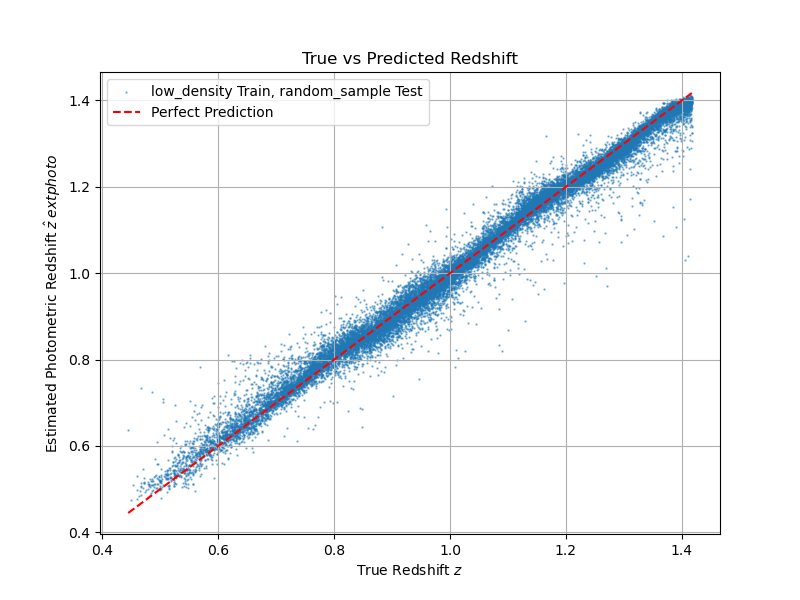 True vs Predicted Redshift
low_density Train, random_sample Test
Perfect Prediction
Estimated Photometric Redshift ẑ extphoto
1.4
1.2
1.0
0.8
0.6
0.4
0.4 0.6 0.8 1.0 1.2 1.4
True Redshift z